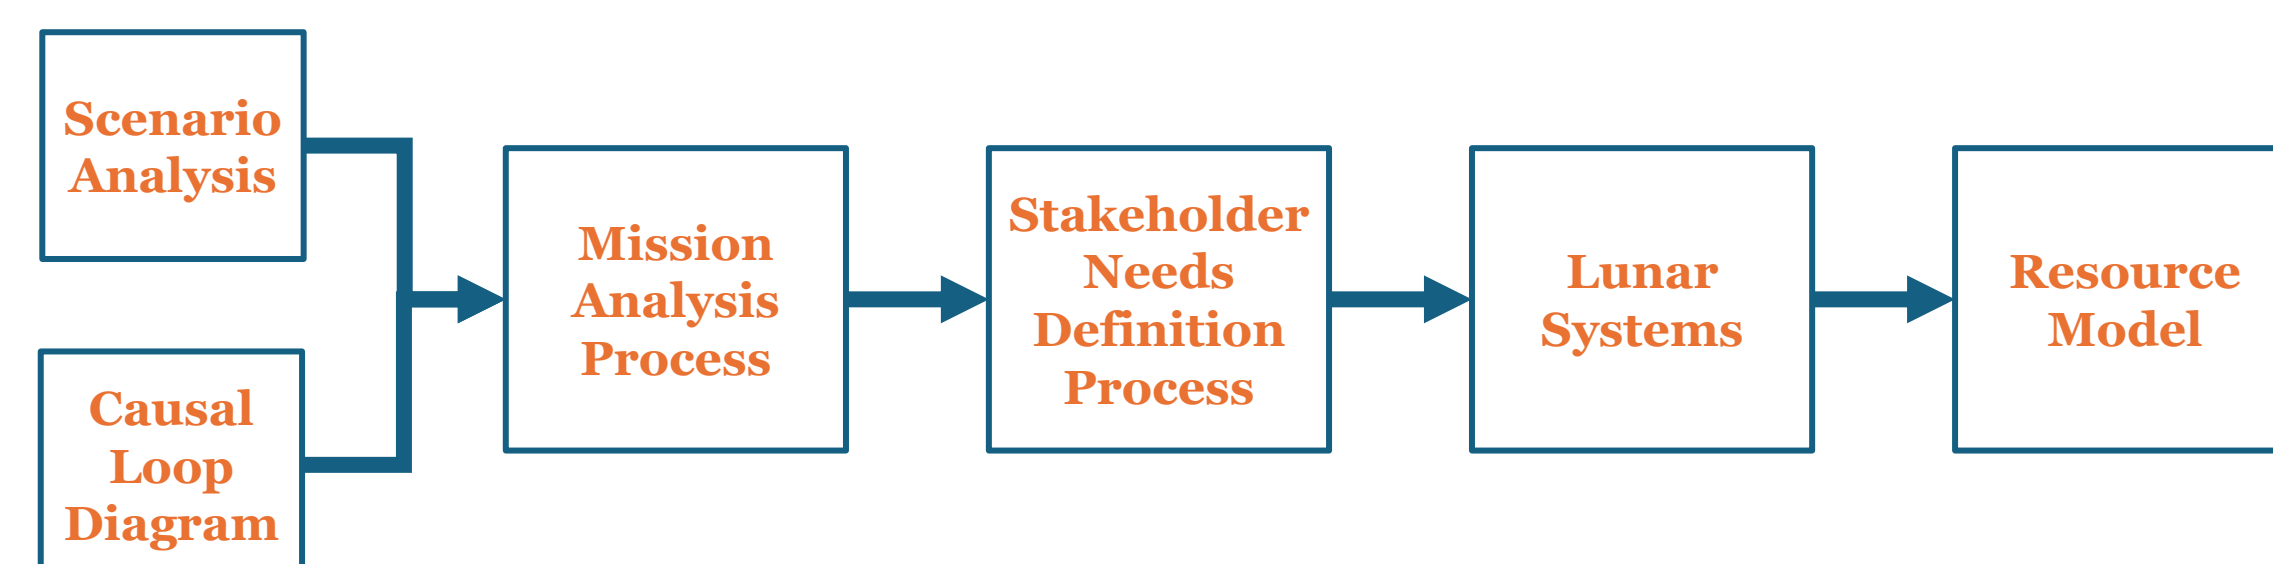 Scenario
Analysis
Causal
Loop
Diagram
Mission
Analysis
Process
Stakeholder
Needs
Definition
Process
Lunar
Systems
Resource
Model